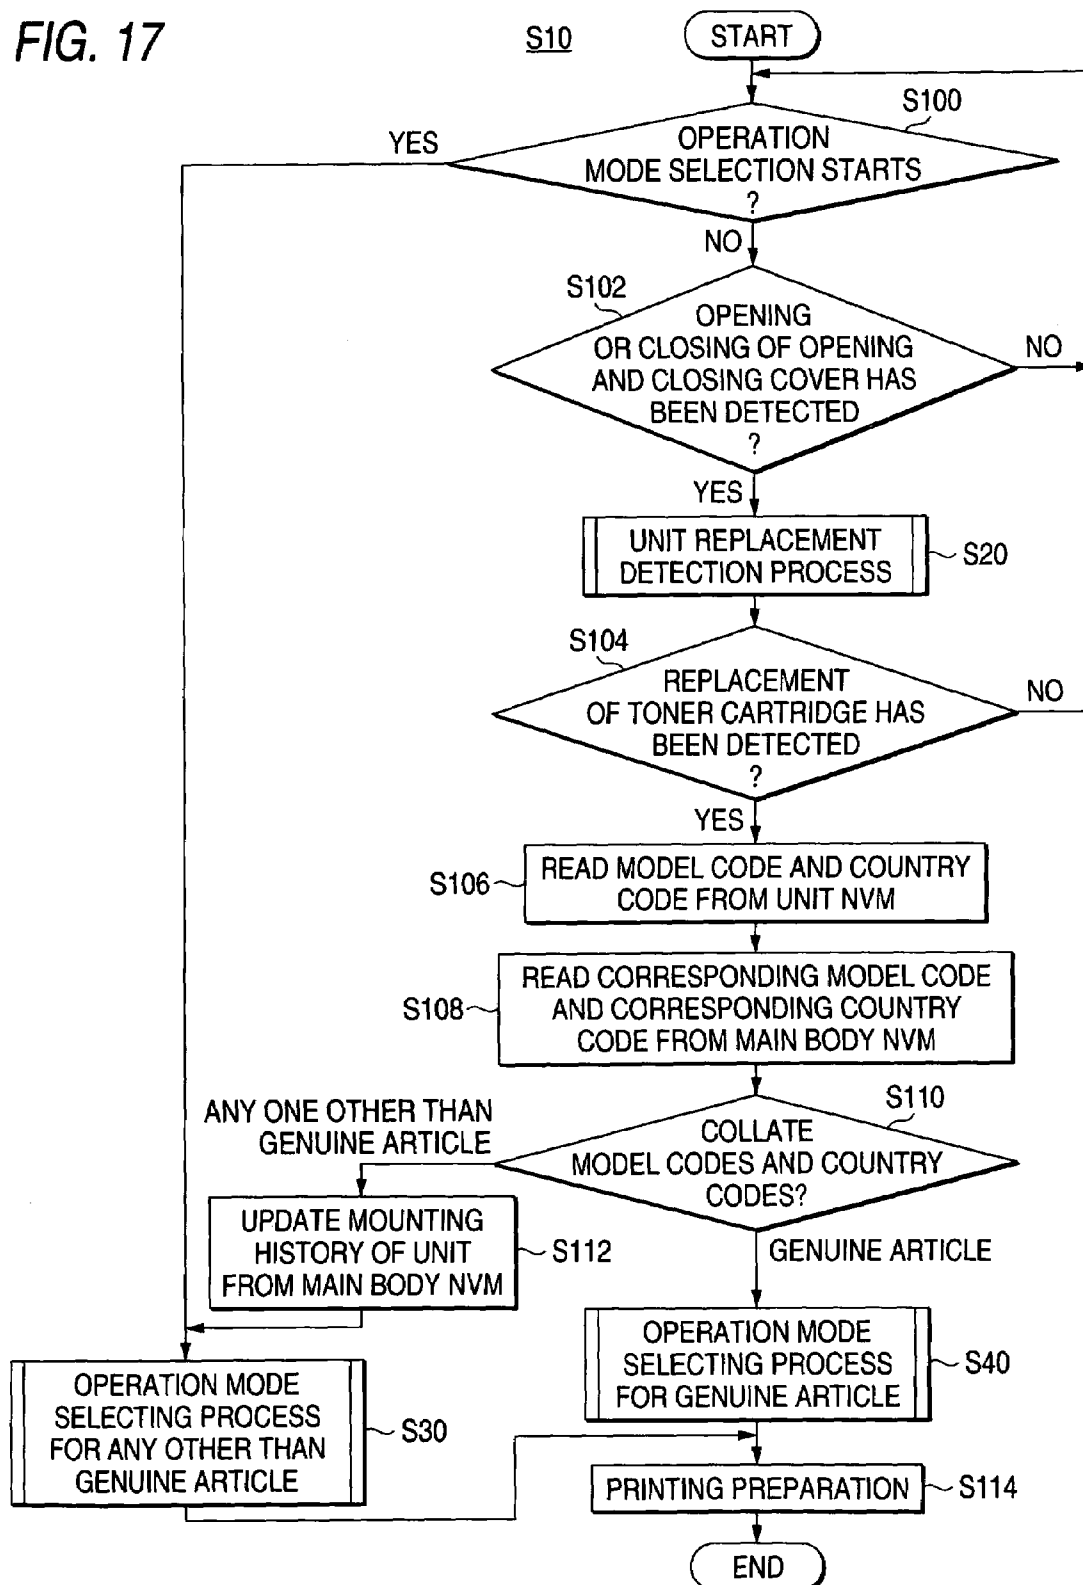 FIG. 17
S10
START
S100
YES
OPERATION
MODE SELECTION STARTS
?
NO
S102
OPENING
OR CLOSING OF OPENING
AND CLOSING COVER HAS
BEEN DETECTED
?
NO
YES
UNIT REPLACEMENT
DETECTION PROCESS
S20
S104
REPLACEMENT
OF TONER CARTRIDGE HAS
BEEN DETECTED
?
NO
YES
S106
READ MODEL CODE AND COUNTRY
CODE FROM UNIT NVM
S108
READ CORRESPONDING MODEL CODE
AND CORRESPONDING COUNTRY
CODE FROM MAIN BODY NVM
S110
ANY ONE OTHER THAN
GENUINE ARTICLE
COLLATE
MODEL CODES AND COUNTRY
CODES?
UPDATE MOUNTING
HISTORY OF UNIT
FROM MAIN BODY NVM
S112
GENUINE ARTICLE
OPERATION MODE
SELECTING PROCESS
FOR GENUINE ARTICLE
S40
OPERATION MODE
SELECTING PROCESS
FOR ANY OTHER THAN
GENUINE ARTICLE
S30
PRINTING PREPARATION
S114
END